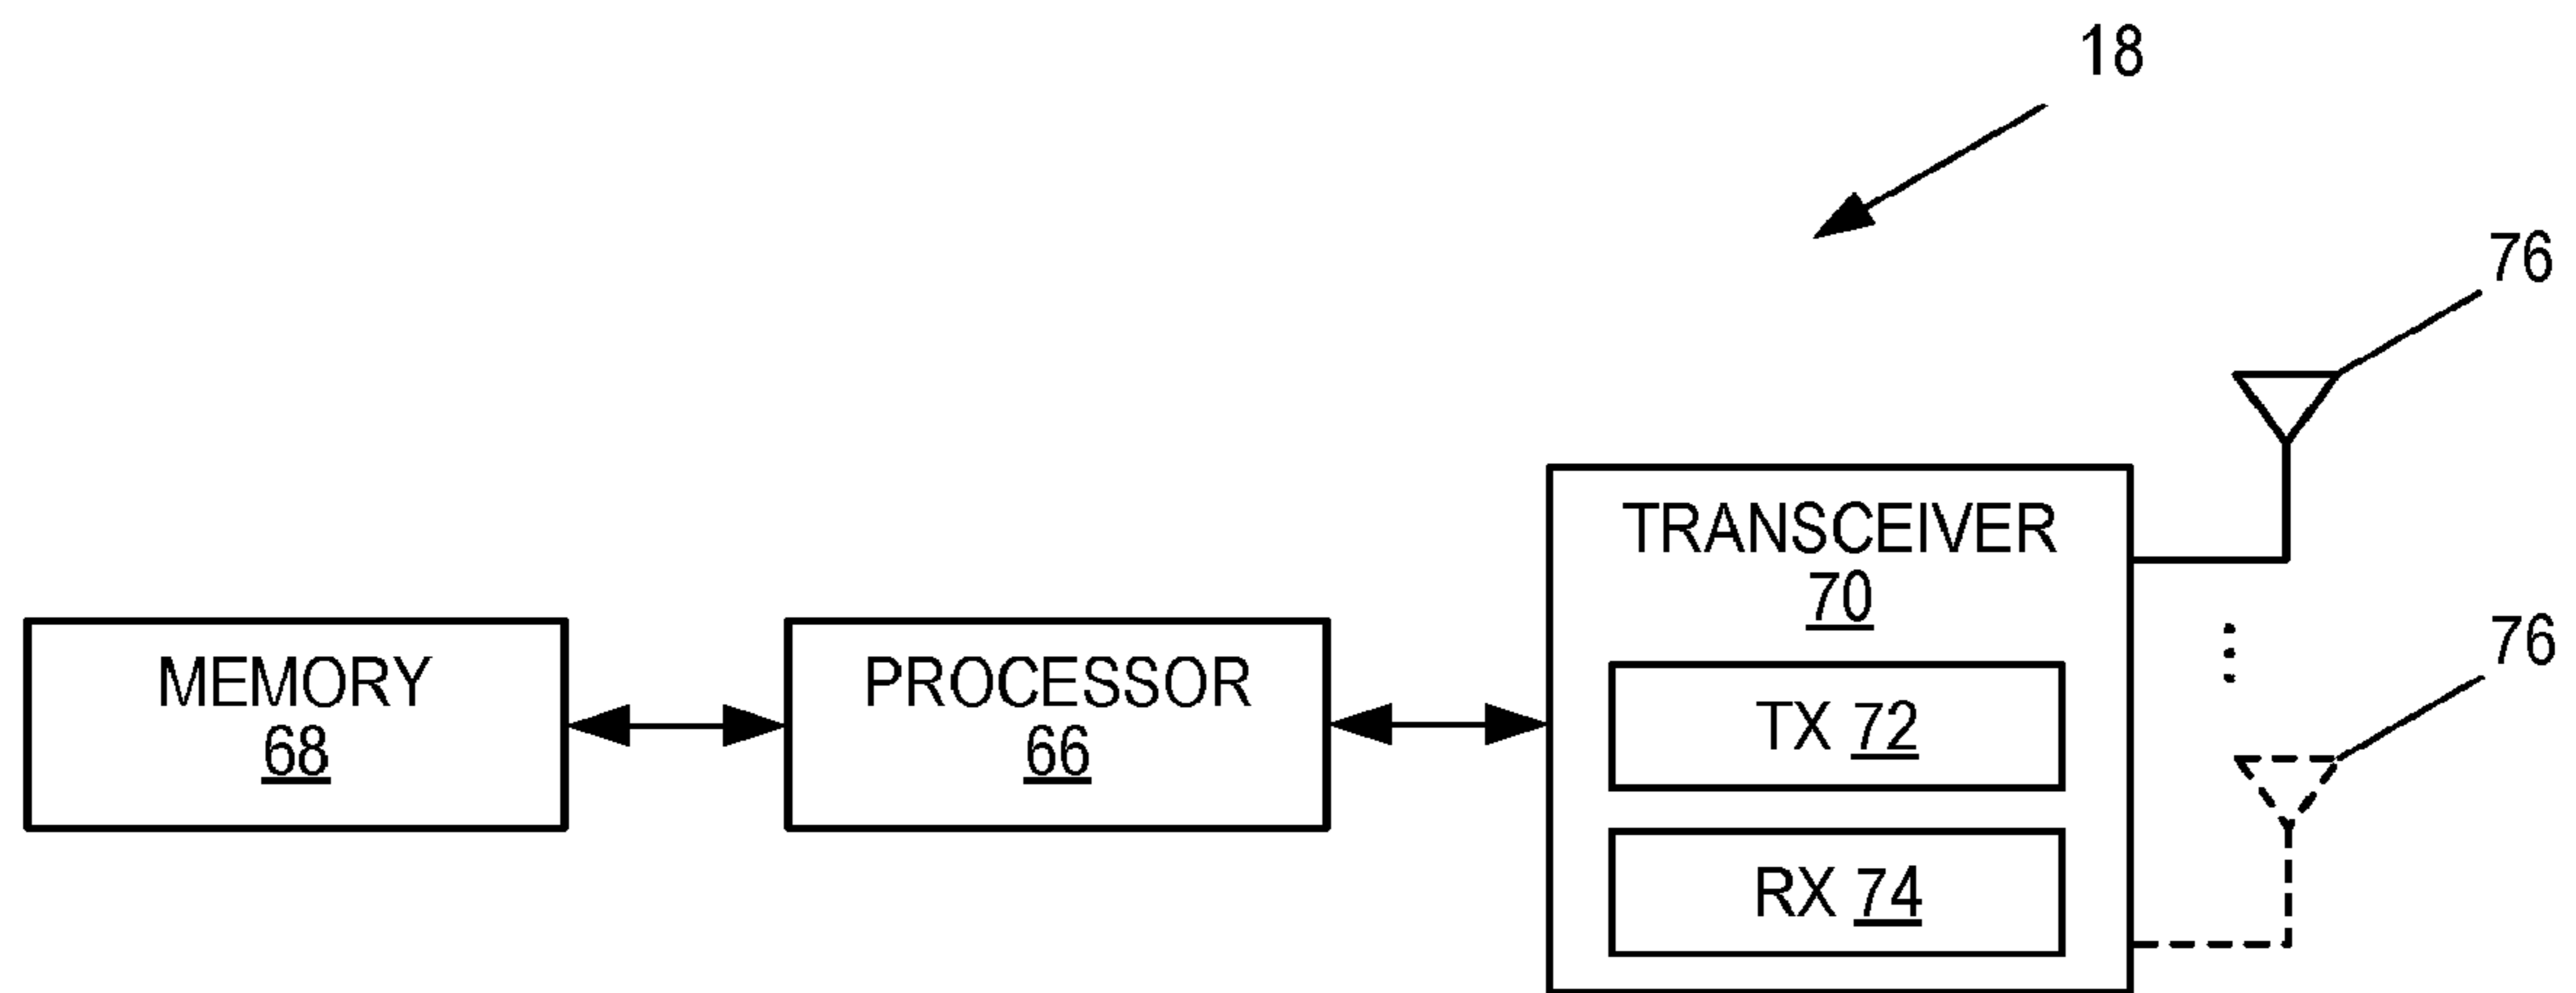 18
76
TRANSCEIVER
70
76
MEMORY
68
PROCESSOR
66
TX 72
RX 74